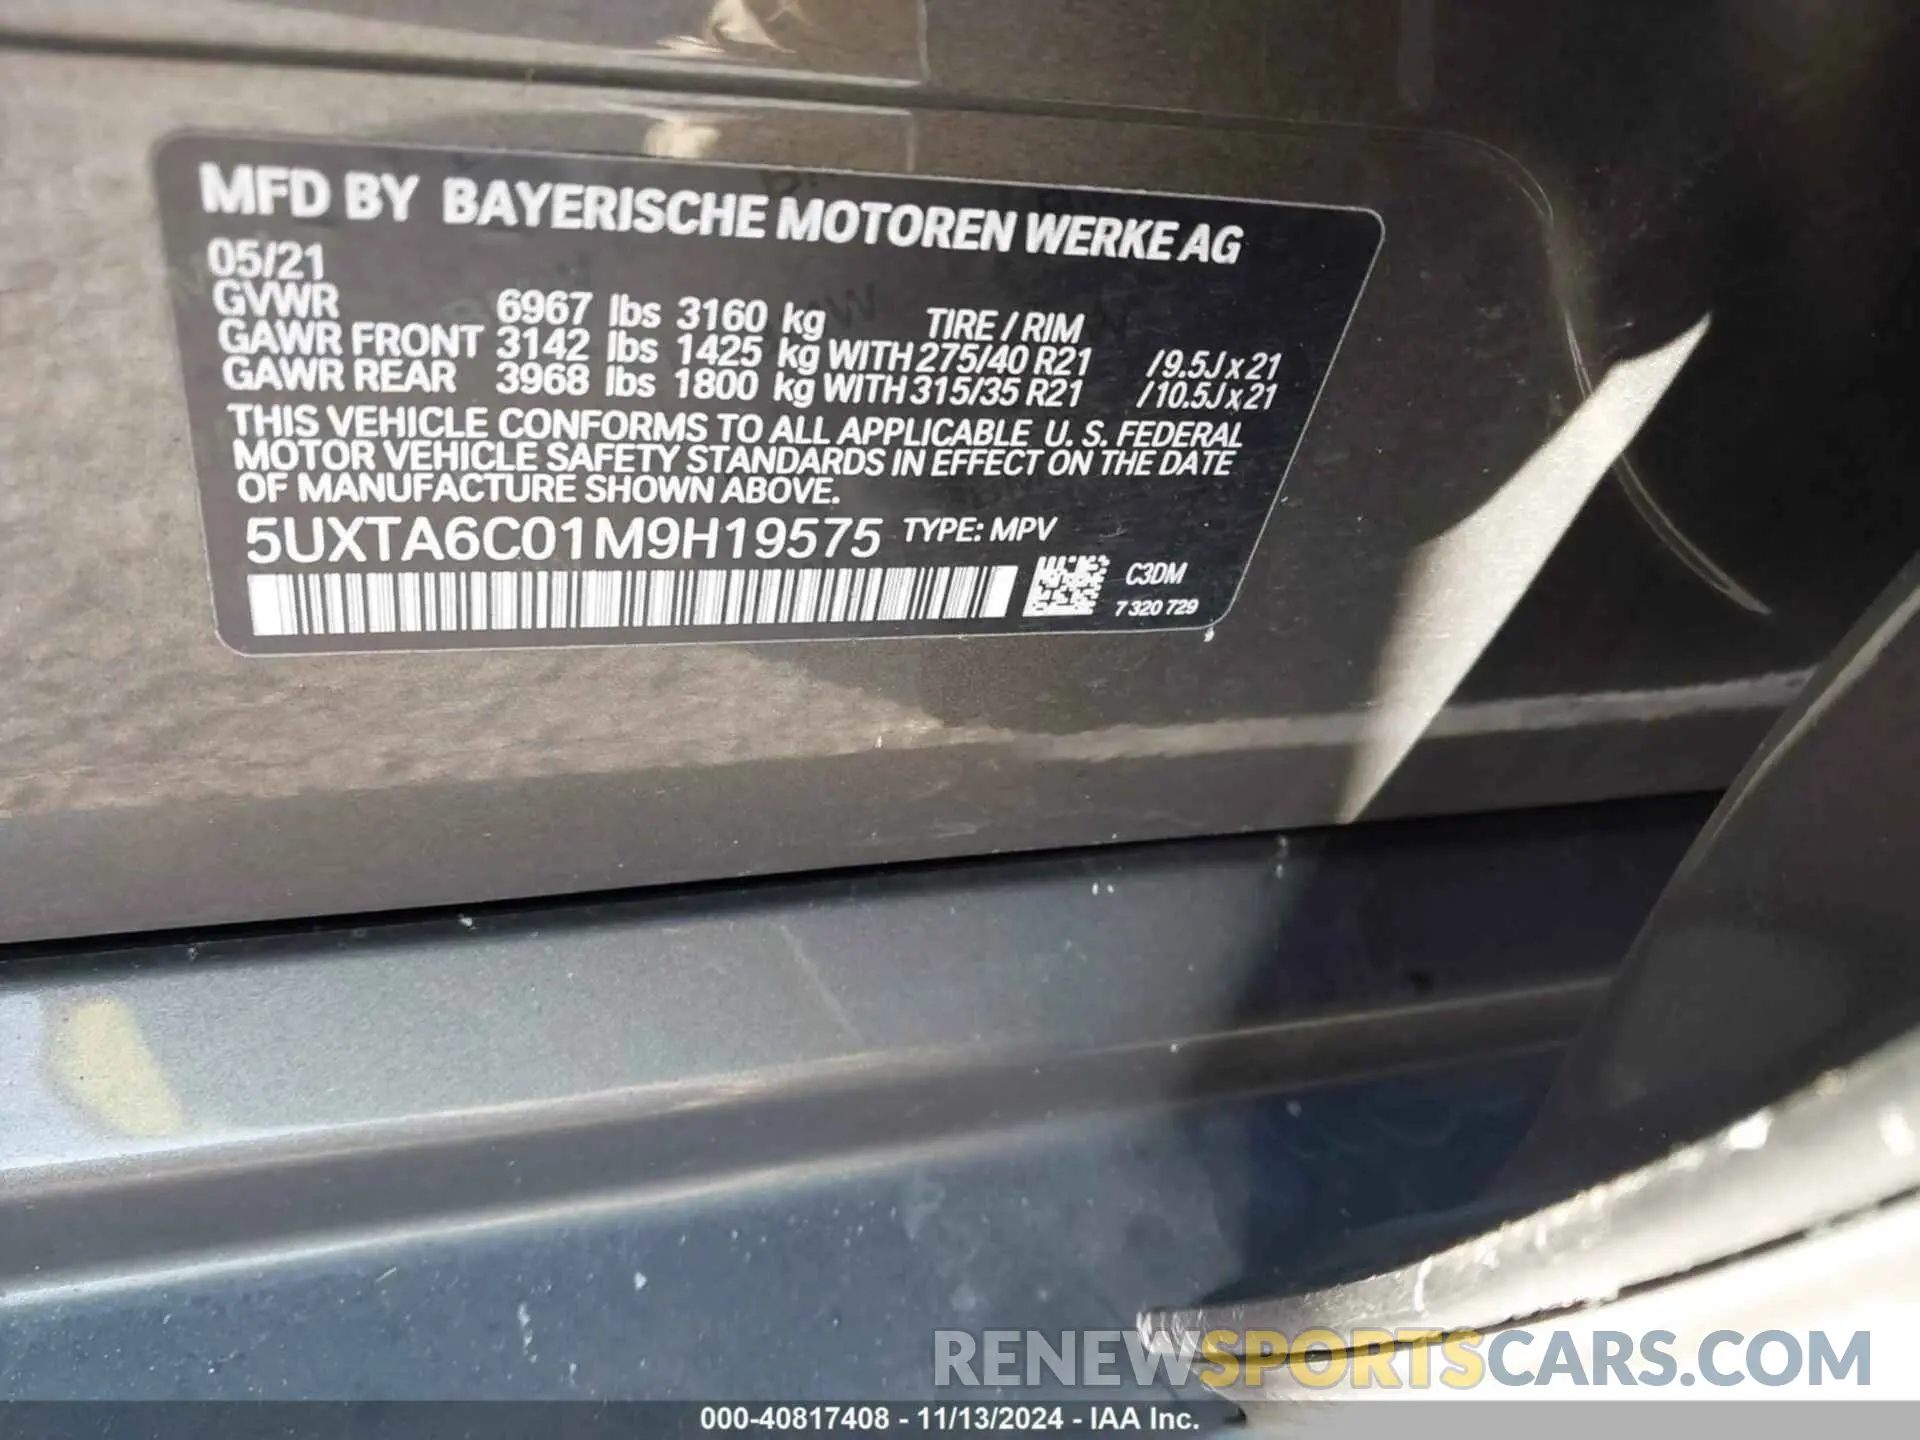 MFD BY BAYERISCHE MOTOREN WERKE AG
05/21
GVWR 6967 lbs 3160 kg TIRE / RIM
GAWR FRONT 3142 lbs 1425 kg WITH 275/40 R21 /9.5J x 21
GAWR REAR 3968 lbs 1800 kg WITH 315/35 R21 /10.5J x 21
THIS VEHICLE CONFORMS TO ALL APPLICABLE U. S. FEDERAL
MOTOR VEHICLE SAFETY STANDARDS IN EFFECT ON THE DATE
OF MANUFACTURE SHOWN ABOVE.
5UXTA6C01M9H19575 TYPE: MPV
C3DM
7 320 729
RENEWSPORTSCARS.COM
000-40817408 - 11/13/2024 - IAA Inc.